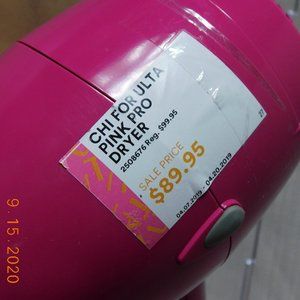 CHI FOR ULTA
PINK PRO
DRYER
2508676 Reg. $99.95
SALE PRICE
$89.95
04.07.2019 - 04.20.2019
9.15.2020